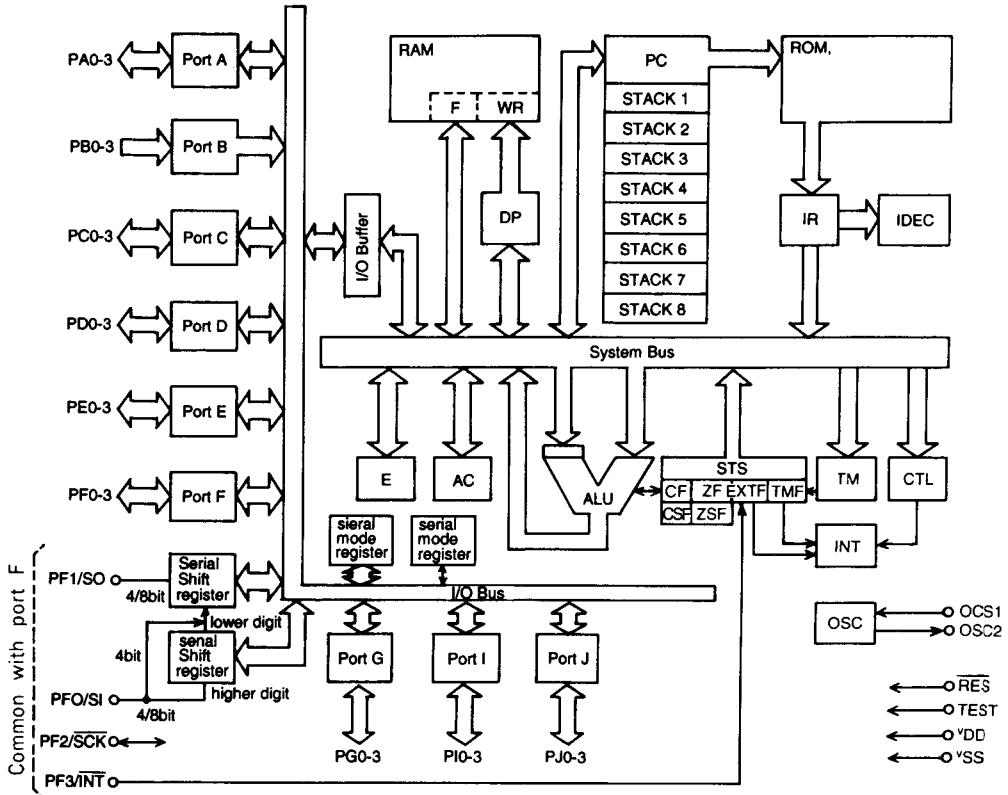 PA0-3
Port A
PB0-3
Port B
PC0-3
Port C
PD0-3
Port D
PE0-3
Port E
PF0-3
Port F
I/O Buffer
RAM
F
WR
DP
PC
STACK 1
STACK 2
STACK 3
STACK 4
STACK 5
STACK 6
STACK 7
STACK 8
ROM,
IR
IDEC
System Bus
E
AC
ALU
STS
CF
ZF
EXTF
TMF
CSF
ZSF
TM
CTL
INT
sieral
mode
register
serial
mode
register
I/O Bus
Common with port F
PF1/SO
4/8bit
Serial
Shift
register
lower digit
4bit
senal
Shift
register
higher digit
PFO/SI
4/8bit
PF2/SCK
PF3/INT
Port G
Port I
Port J
PG0-3
PI0-3
PJ0-3
OSC
OCS1
OSC2
RES
TEST
VDD
VSS